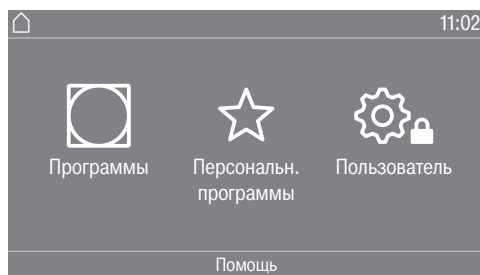 11:02
Программы
Персональн.
программы
Пользователь
Помощь